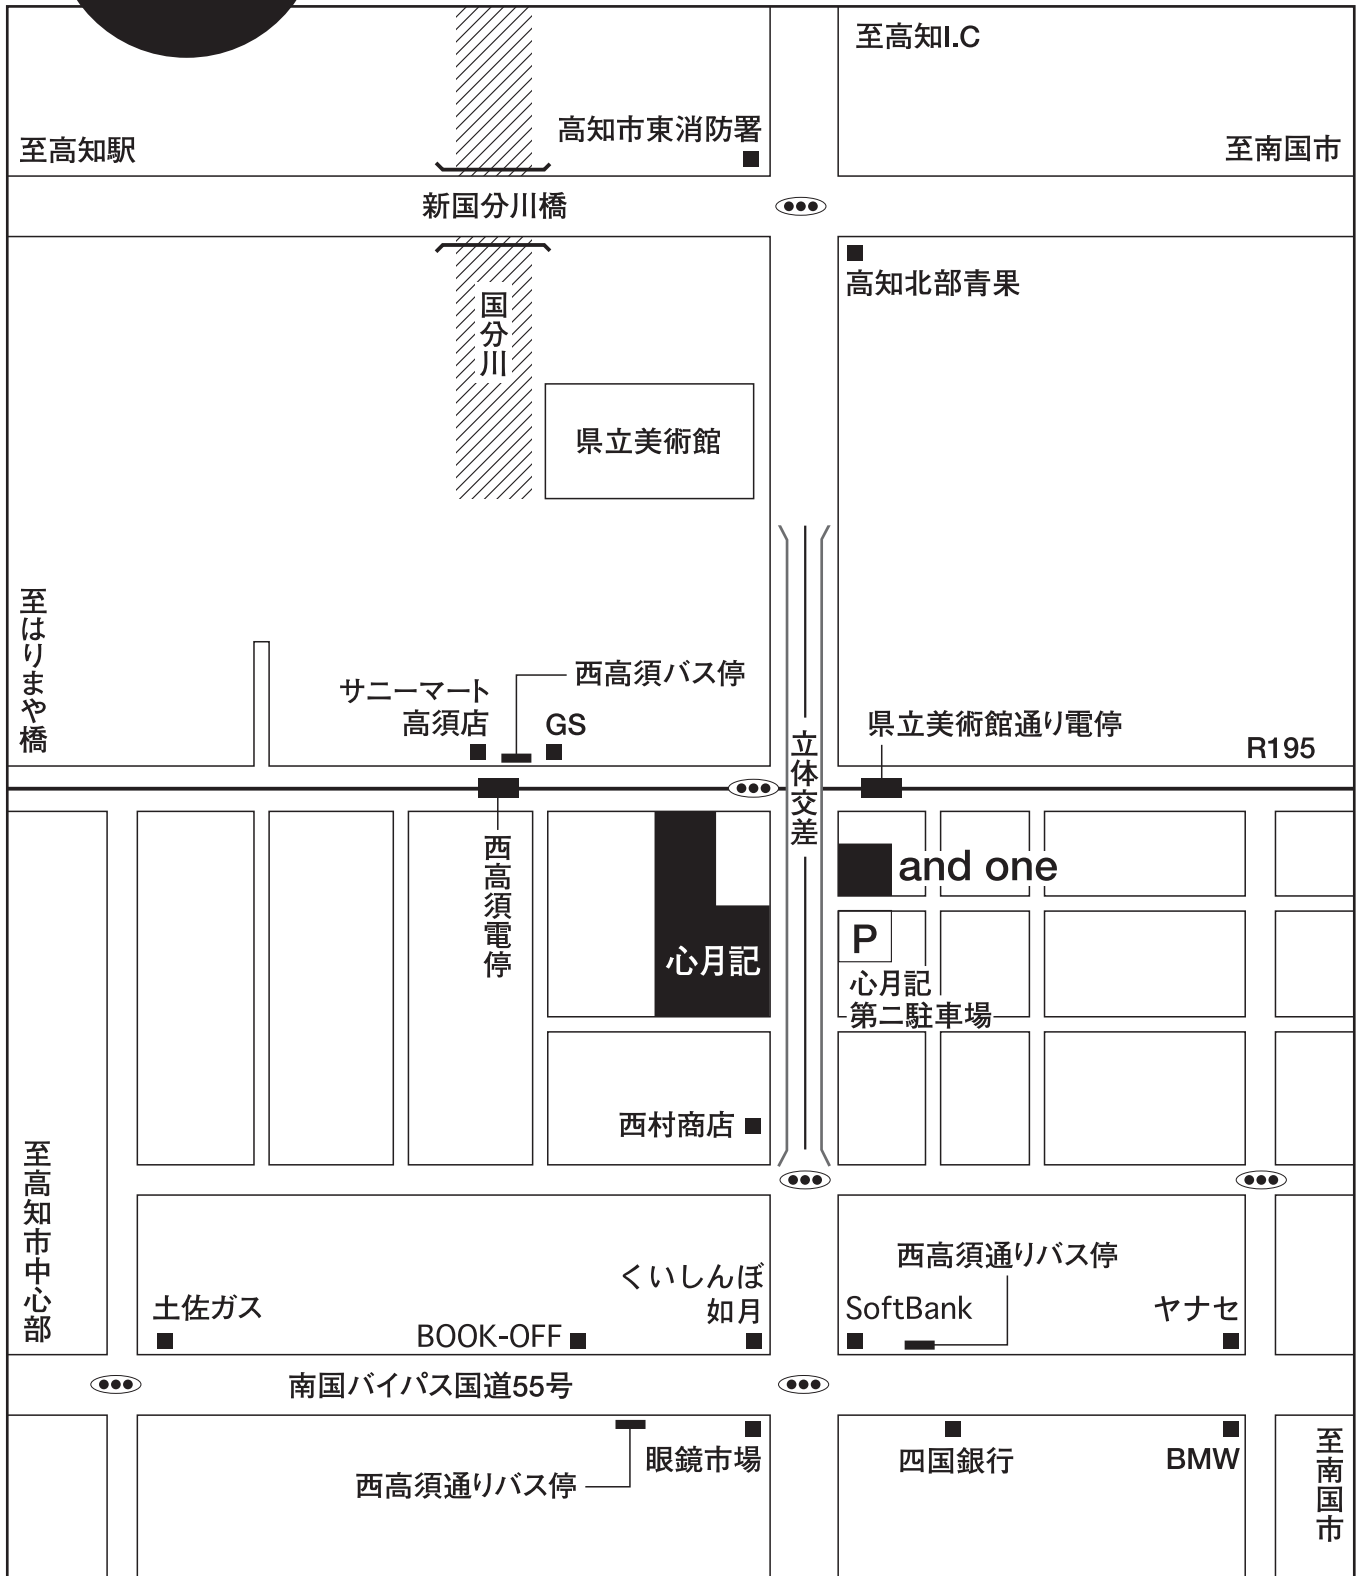 至高知I.C
高知市東消防署
至高知駅
至南国市
新国分川橋
高知北部青果
国分川
県立美術館
至はりまや橋
西高須バス停
サニーマート
高須店
GS
県立美術館通り電停
立体交差
R195
西高須電停
and one
心月記
P
心月記
第二駐車場
西村商店
至高知市中心部
西高須通りバス停
くいしんぼ
如月
土佐ガス
BOOK-OFF
SoftBank
ヤナセ
南国バイパス国道55号
眼鏡市場
四国銀行
BMW
西高須通りバス停
至南国市